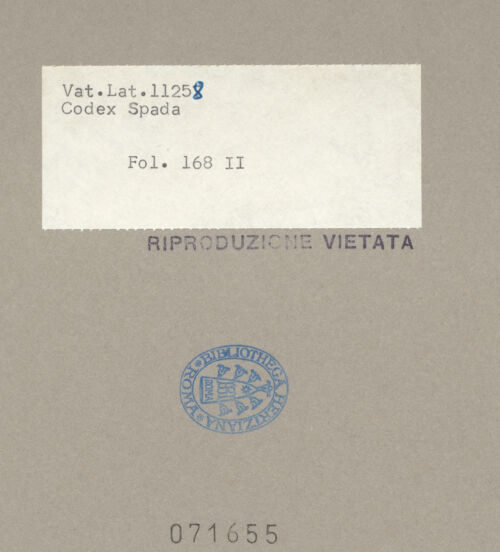 Vat.Lat.11258
Codex Spada
Fol. 168 II
RIPRODUZIONE VIETATA
BIBLIOTHECA HERTZIANA ROMA
071655